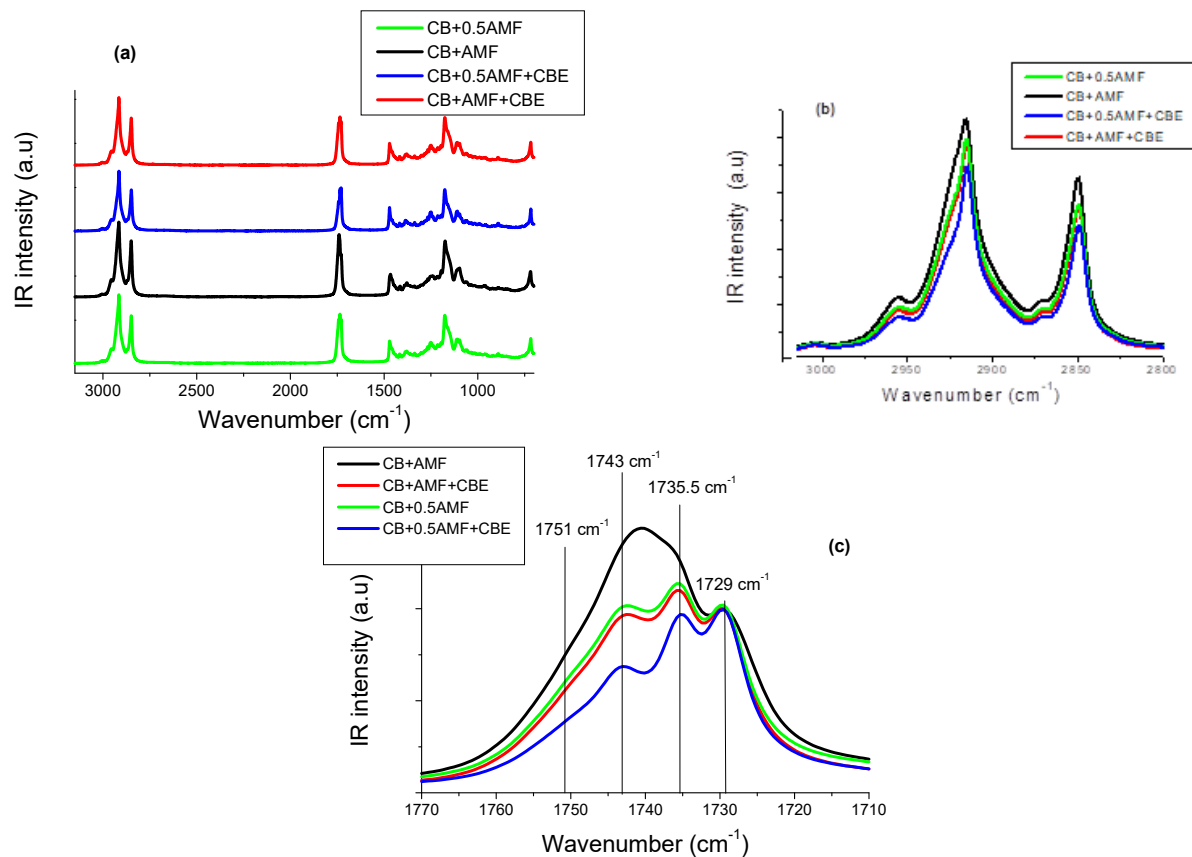 (a)
CB+0.5AMF
CB+AMF
CB+0.5AMF+CBE
CB+AMF+CBE
IR intensity (a.u)
3000 2500 2000 1500 1000
Wavenumber (cm⁻¹)
(b)
CB+0.5AMF
CB+AMF
CB+0.5AMF+CBE
CB+AMF+CBE
IR intensity (a.u)
3000 2950 2900 2850 2800
Wavenumber (cm⁻¹)
CB+AMF
CB+AMF+CBE
CB+0.5AMF
CB+0.5AMF+CBE
1743 cm⁻¹
1735.5 cm⁻¹
1751 cm⁻¹
(c)
1729 cm⁻¹
IR intensity (a.u)
1770 1760 1750 1740 1730 1720 1710
Wavenumber (cm⁻¹)